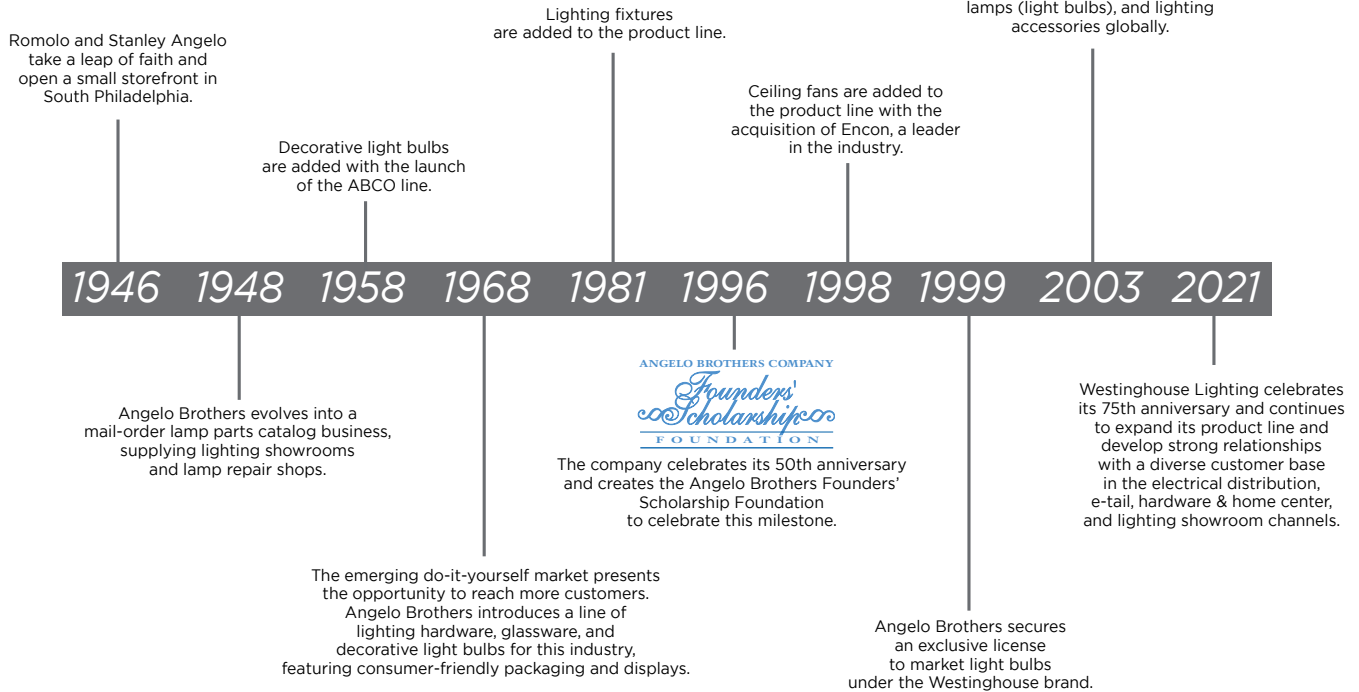 Romolo and Stanley Angelo
take a leap of faith and
open a small storefront in
South Philadelphia.
Decorative light bulbs
are added with the launch
of the ABCO line.
Lighting fixtures
are added to the product line.
Ceiling fans are added to
the product line with the
acquisition of Encon, a leader
in the industry.
lamps (light bulbs), and lighting
accessories globally.
1946 1948 1958 1968 1981 1996 1998 1999 2003 2021
Angelo Brothers evolves into a
mail-order lamp parts catalog business,
supplying lighting showrooms
and lamp repair shops.
The emerging do-it-yourself market presents
the opportunity to reach more customers.
Angelo Brothers introduces a line of
lighting hardware, glassware, and
decorative light bulbs for this industry,
featuring consumer-friendly packaging and displays.
ANGELO BROTHERS COMPANY
Founders'
Scholarship
FOUNDATION
The company celebrates its 50th anniversary
and creates the Angelo Brothers Founders’
Scholarship Foundation
to celebrate this milestone.
Angelo Brothers secures
an exclusive license
to market light bulbs
under the Westinghouse brand.
Westinghouse Lighting celebrates
its 75th anniversary and continues
to expand its product line and
develop strong relationships
with a diverse customer base
in the electrical distribution,
e-tail, hardware & home center,
and lighting showroom channels.